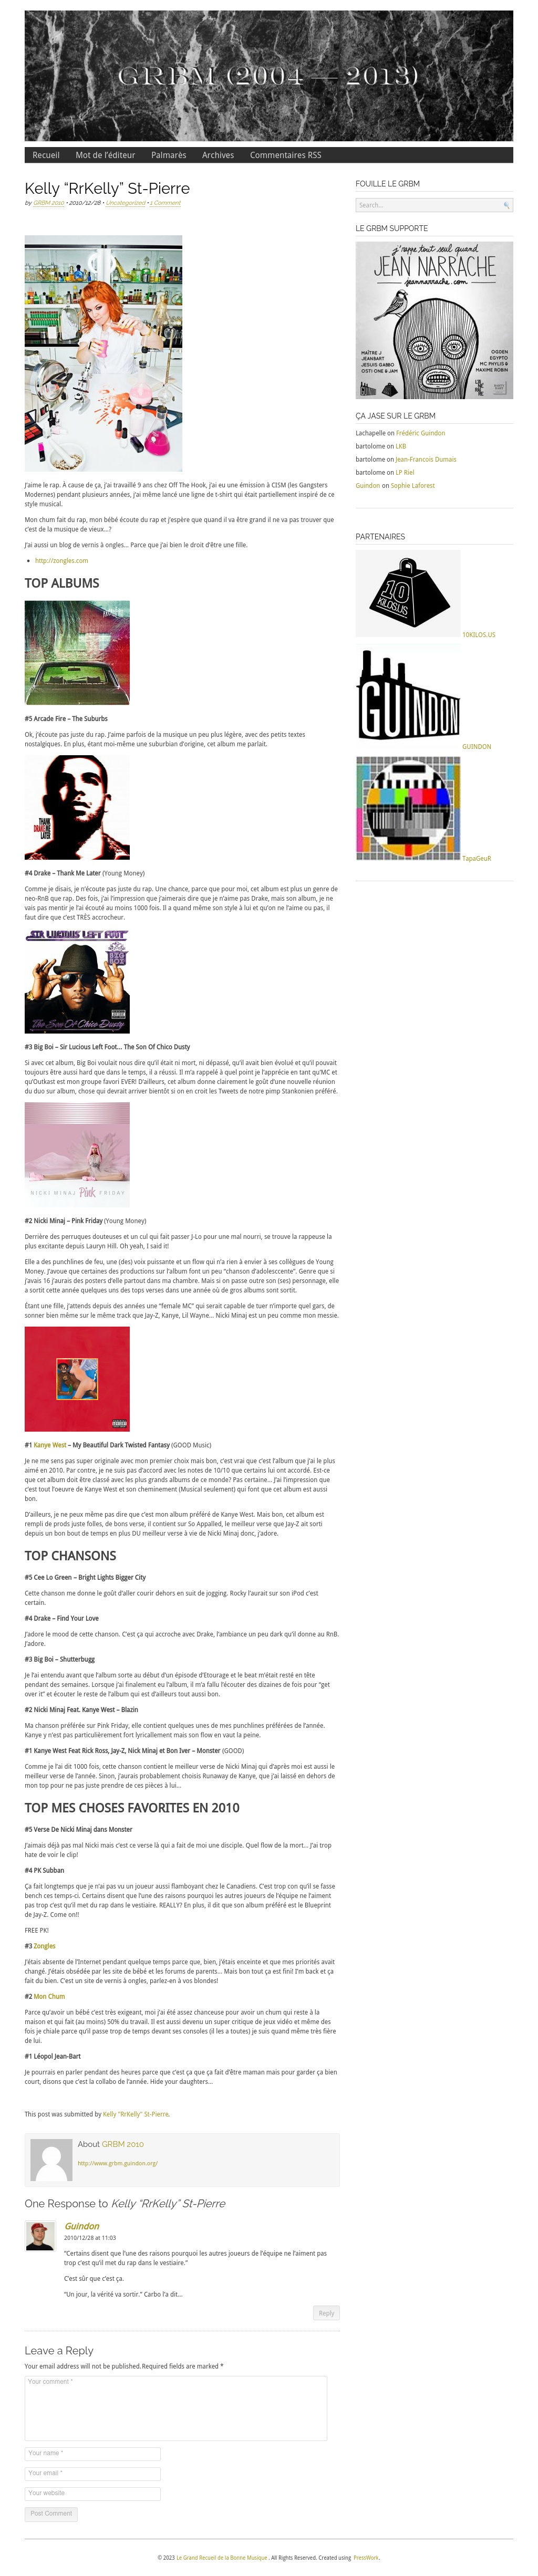 GRBM (2004 — 2013)
Recueil Mot de l'éditeur Palmarès Archives Commentaires RSS
Kelly “RrKelly” St-Pierre
by GRBM 2010 • 2010/12/28 • Uncategorized • 1 Comment
J'aime le rap. À cause de ça, j'ai travaillé 9 ans chez Off The Hook, j'ai eu une émission à CISM (les Gangsters
Modernes) pendant plusieurs années, j'ai même lancé une ligne de t-shirt qui était partiellement inspiré de ce
style musical.
Mon chum fait du rap, mon bébé écoute du rap et j'espère que quand il va être grand il ne va pas trouver que
c'est de la musique de vieux…?
J'ai aussi un blog de vernis à ongles… Parce que j'ai bien le droit d'être une fille.
http://zongles.com
TOP ALBUMS
#5 Arcade Fire – The Suburbs
Ok, j'écoute pas juste du rap. J'aime parfois de la musique un peu plus légère, avec des petits textes
nostalgiques. En plus, étant moi-même une suburbian d'origine, cet album me parlait.
THANK
DRAKE ME
LATER
#4 Drake – Thank Me Later (Young Money)
Comme je disais, je n'écoute pas juste du rap. Une chance, parce que pour moi, cet album est plus un genre de
neo-RnB que rap. Des fois, j'ai l'impression que j'aimerais dire que je n'aime pas Drake, mais son album, je ne
vais pas mentir je l'ai écouté au moins 1000 fois. Il a quand même son style à lui et qu'on ne l'aime ou pas, il
faut dire que c'est TRÈS accrocheur.
SIR LUCIOUS LEFT FOOT
BIG BOI
The Son Of Chico Dusty
#3 Big Boi – Sir Lucious Left Foot… The Son Of Chico Dusty
Si avec cet album, Big Boi voulait nous dire qu'il était ni mort, ni dépassé, qu'il avait bien évolué et qu'il pouvait
toujours être aussi hard que dans le temps, il a réussi. Il m'a rappelé à quel point je l'apprécie en tant qu'MC et
qu'Outkast est mon groupe favori EVER! D'ailleurs, cet album donne clairement le goût d'une nouvelle réunion
du duo sur album, chose qui devrait arriver bientôt si on en croit les Tweets de notre pimp Stankonien préféré.
NICKI MINAJ Pink FRIDAY
#2 Nicki Minaj – Pink Friday (Young Money)
Derrière des perruques douteuses et un cul qui fait passer J-Lo pour une mal nourri, se trouve la rappeuse la
plus excitante depuis Lauryn Hill. Oh yeah, I said it!
Elle a des punchlines de feu, une (des) voix puissante et un flow qui n'a rien à envier à ses collègues de Young
Money. J'avoue que certaines des productions sur l'album font un peu “chanson d'adolesccente”. Genre que si
j'avais 16 j'aurais des posters d'elle partout dans ma chambre. Mais si on passe outre son (ses) personnage, elle
a sortit cette année quelques uns des tops verses dans une année où de gros albums sont sortit.
Étant une fille, j'attends depuis des années une “female MC” qui serait capable de tuer n'importe quel gars, de
sonner bien même sur le même track que Jay-Z, Kanye, Lil Wayne… Nicki Minaj est un peu comme mon messie.
#1 Kanye West – My Beautiful Dark Twisted Fantasy (GOOD Music)
Je ne me sens pas super originale avec mon premier choix mais bon, c'est vrai que c'est l'album que j'ai le plus
aimé en 2010. Par contre, je ne suis pas d'accord avec les notes de 10/10 que certains lui ont accordé. Est-ce
que cet album doit être classé avec les plus grands albums de ce monde? Pas certaine… J'ai l'impression que
c'est tout l'oeuvre de Kanye West et son cheminement (Musical seulement) qui font que cet album est aussi
bon.
D'ailleurs, je ne peux même pas dire que c'est mon album préféré de Kanye West. Mais bon, cet album est
rempli de prods juste folles, de bons verse, il contient sur So Appalled, le meilleur verse que Jay-Z ait sorti
depuis un bon bout de temps en plus DU meilleur verse à vie de Nicki Minaj donc, j'adore.
TOP CHANSONS
#5 Cee Lo Green – Bright Lights Bigger City
Cette chanson me donne le goût d'aller courir dehors en suit de jogging. Rocky l'aurait sur son iPod c'est
certain.
#4 Drake – Find Your Love
J'adore le mood de cette chanson. C'est ça qui accroche avec Drake, l'ambiance un peu dark qu'il donne au RnB.
J'adore.
#3 Big Boi – Shutterbugg
Je l'ai entendu avant que l'album sorte au début d'un épisode d'Etourage et le beat m'était resté en tête
pendant des semaines. Lorsque j'ai finalement eu l'album, il m'a fallu l'écouter des dizaines de fois pour “get
over it” et écouter le reste de l'album qui est d'ailleurs tout aussi bon.
#2 Nicki Minaj Feat. Kanye West – Blazin
Ma chanson préférée sur Pink Friday, elle contient quelques unes de mes punchlines préférées de l'année.
Kanye y n'est pas particulièrement fort lyricallement mais son flow en vaut la peine.
#1 Kanye West Feat Rick Ross, Jay-Z, Nick Minaj et Bon Iver – Monster (GOOD)
Comme je l'ai dit 1000 fois, cette chanson contient le meilleur verse de Nicki Minaj qui d'après moi est aussi le
meilleur verse de l'année. Sinon, j'aurais probablement choisis Runaway de Kanye, que j'ai laissé en dehors de
mon top pour ne pas juste prendre de ces pièces à lui…
TOP MES CHOSES FAVORITES EN 2010
#5 Verse De Nicki Minaj dans Monster
J'aimais déjà pas mal Nicki mais c'est ce verse là qui a fait de moi une disciple. Quel flow de la mort… J'ai trop
hate de voir le clip!
#4 PK Subban
Ça fait longtemps que je n'ai pas vu un joueur aussi flamboyant chez le Canadiens. C'est trop con qu'il se fasse
bench ces temps-ci. Certains disent que l'une des raisons pourquoi les autres joueurs de l'équipe ne l'aiment
pas trop c'est qu'il met du rap dans le vestiaire. REALLY? En plus, il dit que son album préféré est le Blueprint
de Jay-Z. Come on!!
FREE PK!
#3 Zongles
J'étais absente de l'Internet pendant quelque temps parce que, bien, j'étais enceinte et que mes priorités avait
changé. J'étais obsédée par les site de bébé et les forums de parents… Mais bon tout ça est fini! I'm back et ça
fait du bien. C'est un site de vernis à ongles, parlez-en à vos blondes!
#2 Mon Chum
Parce qu'avoir un bébé c'est très exigeant, moi j'ai été assez chanceuse pour avoir un chum qui reste à la
maison et qui fait (au moins) 50% du travail. Il est aussi devenu un super critique de jeux vidéo et même des
fois je chiale parce qu'il passe trop de temps devant ses consoles (il les a toutes) je suis quand même très fière
de lui.
#1 Léopol Jean-Bart
Je pourrais en parler pendant des heures parce que c'est ça que ça fait d'être maman mais pour garder ça bien
court, disons que c'est la collabo de l'année. Hide your daughters…
This post was submitted by Kelly "RrKelly" St-Pierre.
About GRBM 2010
http://www.grbm.guindon.org/
One Response to Kelly “RrKelly” St-Pierre
Guindon
2010/12/28 at 11:03
“Certains disent que l'une des raisons pourquoi les autres joueurs de l'équipe ne l'aiment pas
trop c'est qu'il met du rap dans le vestiaire.”
C'est sûr que c'est ça.
“Un jour, la vérité va sortir.” Carbo l'a dit…
Reply
Leave a Reply
Your email address will not be published.Required fields are marked *
Your comment *
Your name *
Your email *
Your website
Post Comment
FOUILLE LE GRBM
Search...
LE GRBM SUPPORTE
j'rappe tout seul quand
JEAN NARRACHE
jeannarrache.com
MAÎTRE J
JEANBART
JESUIS GABBO
OSTI-ONE & JAM
OGDEN
EGYPTO
MC PHYLIS &
MAXIME ROBIN
ÇA JASE SUR LE GRBM
Lachapelle on Frédéric Guindon
bartolome on LKB
bartolome on Jean-Francois Dumais
bartolome on LP Riel
Guindon on Sophie Laforest
PARTENAIRES
10
KILOS.US
10KILOS.US
GUINDON
GUINDON
TapaGeuR
© 2023 Le Grand Recueil de la Bonne Musique . All Rights Reserved. Created using PressWork.